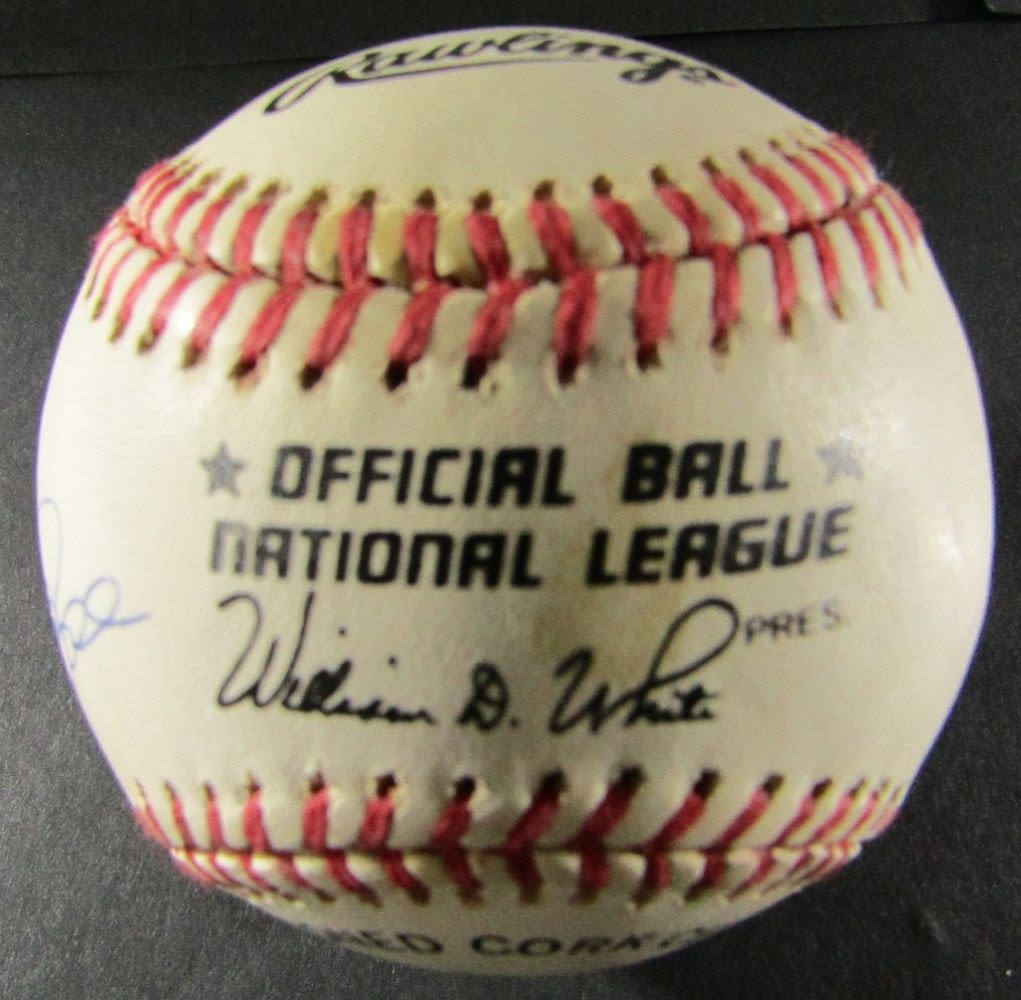 Rawlings
OFFICIAL BALL
NATIONAL LEAGUE
William D. White PRES